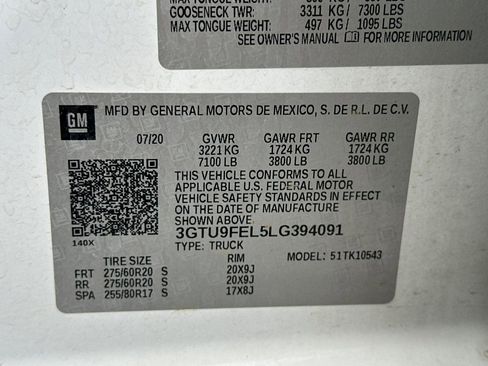 GOOSENECK TWR: 3311 KG / 7300 LBS
MAX TONGUE WEIGHT: 497 KG / 1095 LBS
SEE OWNER'S MANUAL FOR MORE INFORMATION
GM
MFD BY GENERAL MOTORS DE MEXICO, S. DE R.L. DE C.V.
07/20 GVWR GAWR FRT GAWR RR
3221 KG 1724 KG 1724 KG
7100 LB 3800 LB 3800 LB
THIS VEHICLE CONFORMS TO ALL
APPLICABLE U.S. FEDERAL MOTOR
VEHICLE SAFETY STANDARDS IN EFFECT
ON THE DATE OF MANUFACTURE
SHOWN ABOVE.
3GTU9FEL5LG394091
140X
TYPE: TRUCK MODEL: 51TK10543
TIRE SIZE RIM
FRT 275/60R20 S 20X9J
RR 275/60R20 S 20X9J
SPA 255/80R17 S 17X8J